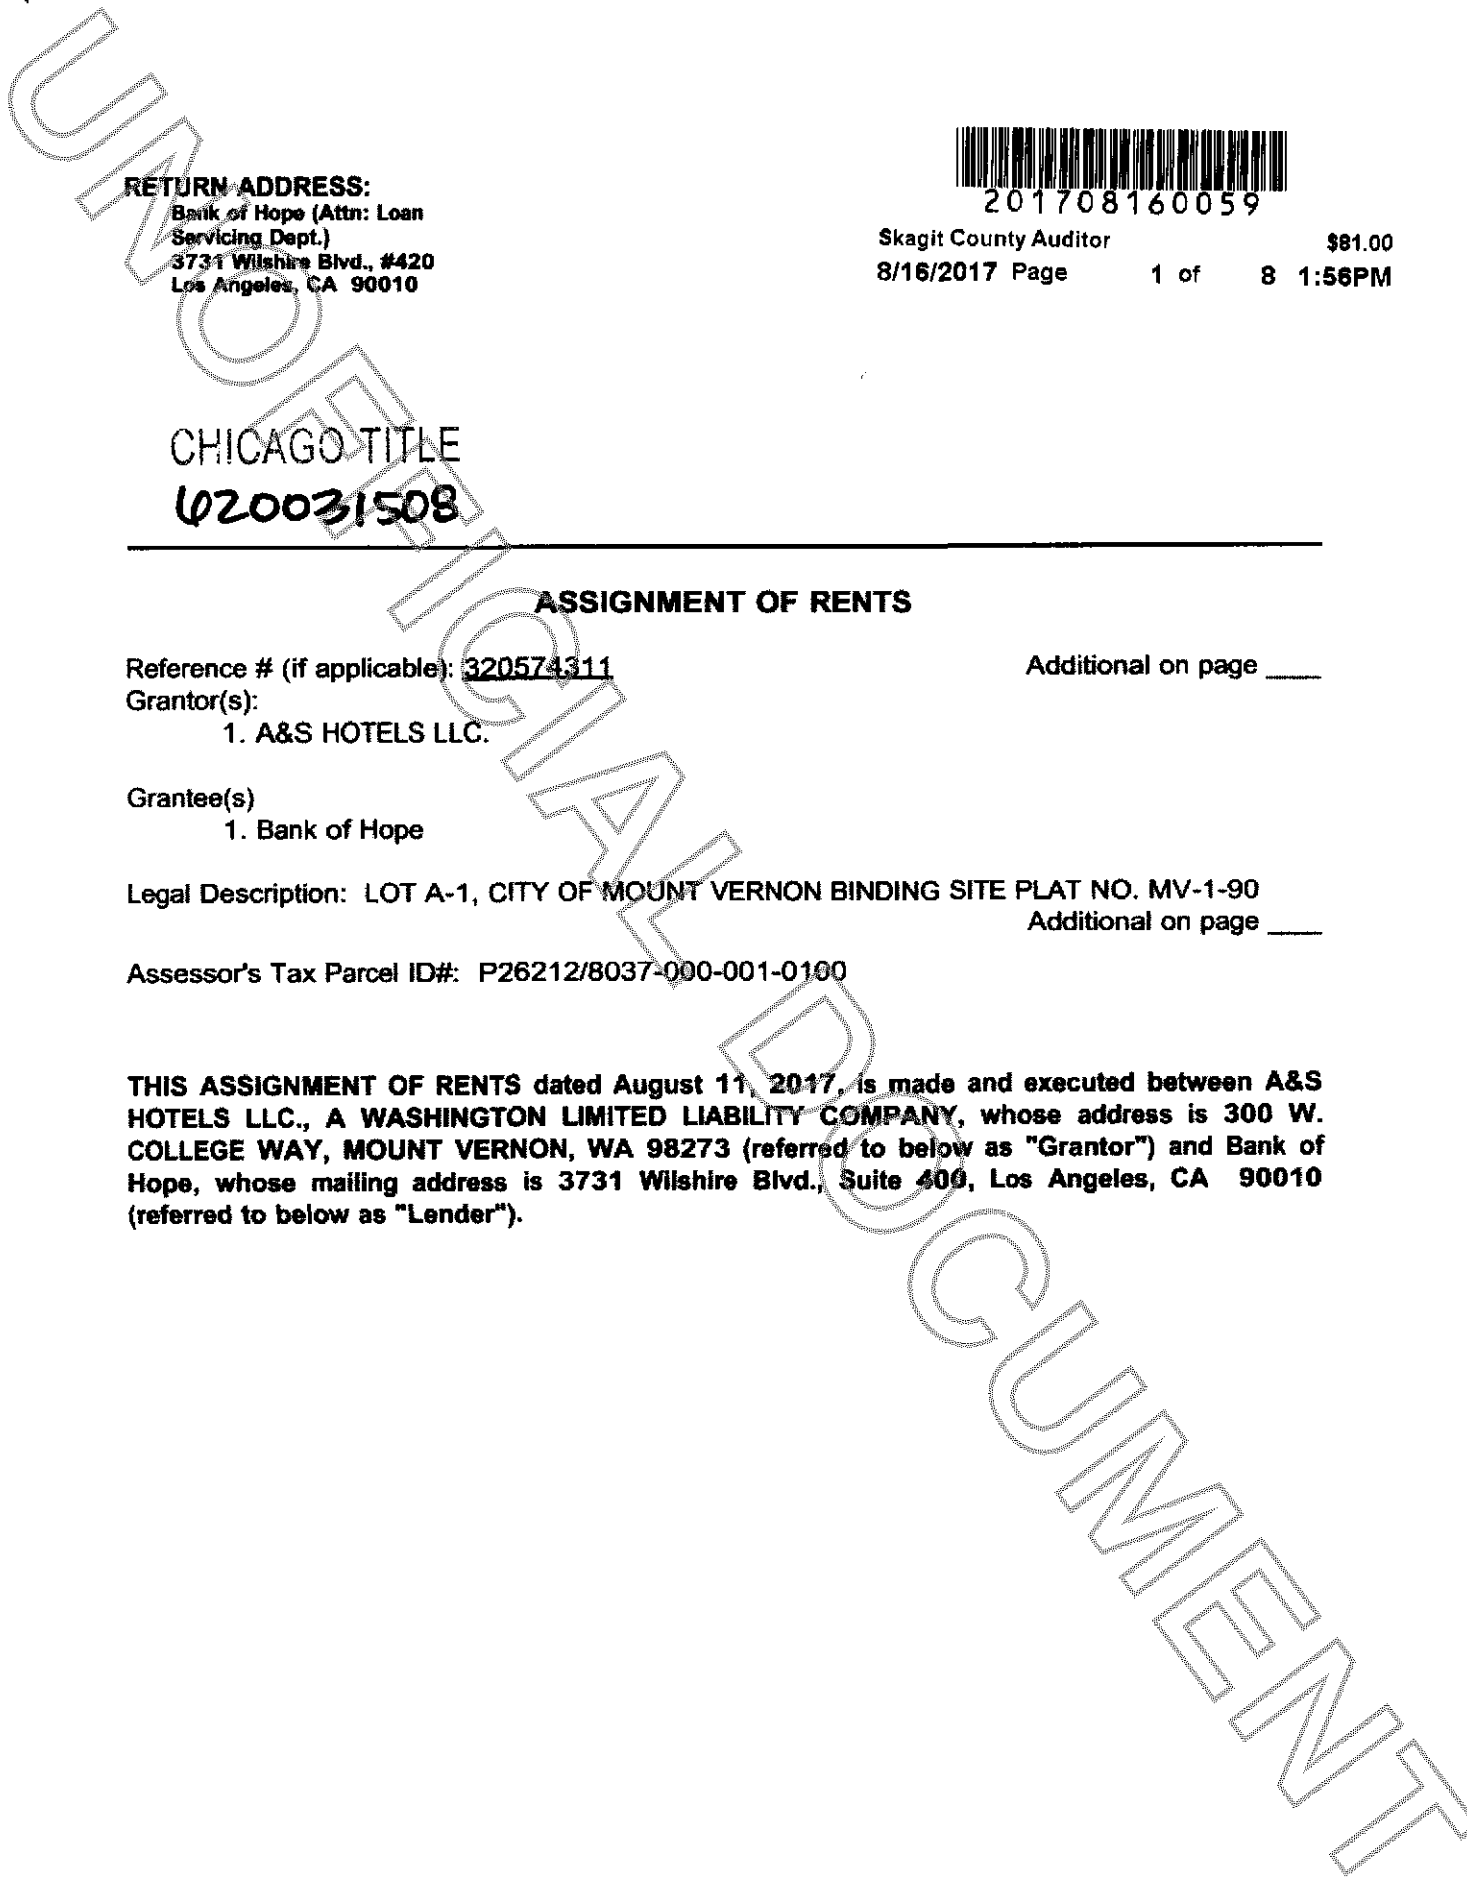 RETURN ADDRESS:
Bank of Hope (Attn: Loan
Servicing Dept.)
3731 Wilshire Blvd., #420
Los Angeles, CA 90010
201708160059
Skagit County Auditor $81.00
8/16/2017 Page 1 of 8 1:56PM
CHICAGO TITLE
620031508
ASSIGNMENT OF RENTS
Reference # (if applicable): 320574311 Additional on page ____
Grantor(s):
1. A&S HOTELS LLC.
Grantee(s)
1. Bank of Hope
Legal Description: LOT A-1, CITY OF MOUNT VERNON BINDING SITE PLAT NO. MV-1-90
Additional on page ____
Assessor's Tax Parcel ID#: P26212/8037-000-001-0100
THIS ASSIGNMENT OF RENTS dated August 11, 2017, is made and executed between A&S
HOTELS LLC., A WASHINGTON LIMITED LIABILITY COMPANY, whose address is 300 W.
COLLEGE WAY, MOUNT VERNON, WA 98273 (referred to below as "Grantor") and Bank of
Hope, whose mailing address is 3731 Wilshire Blvd., Suite 400, Los Angeles, CA 90010
(referred to below as "Lender").
UNOFFICIAL DOCUMENT